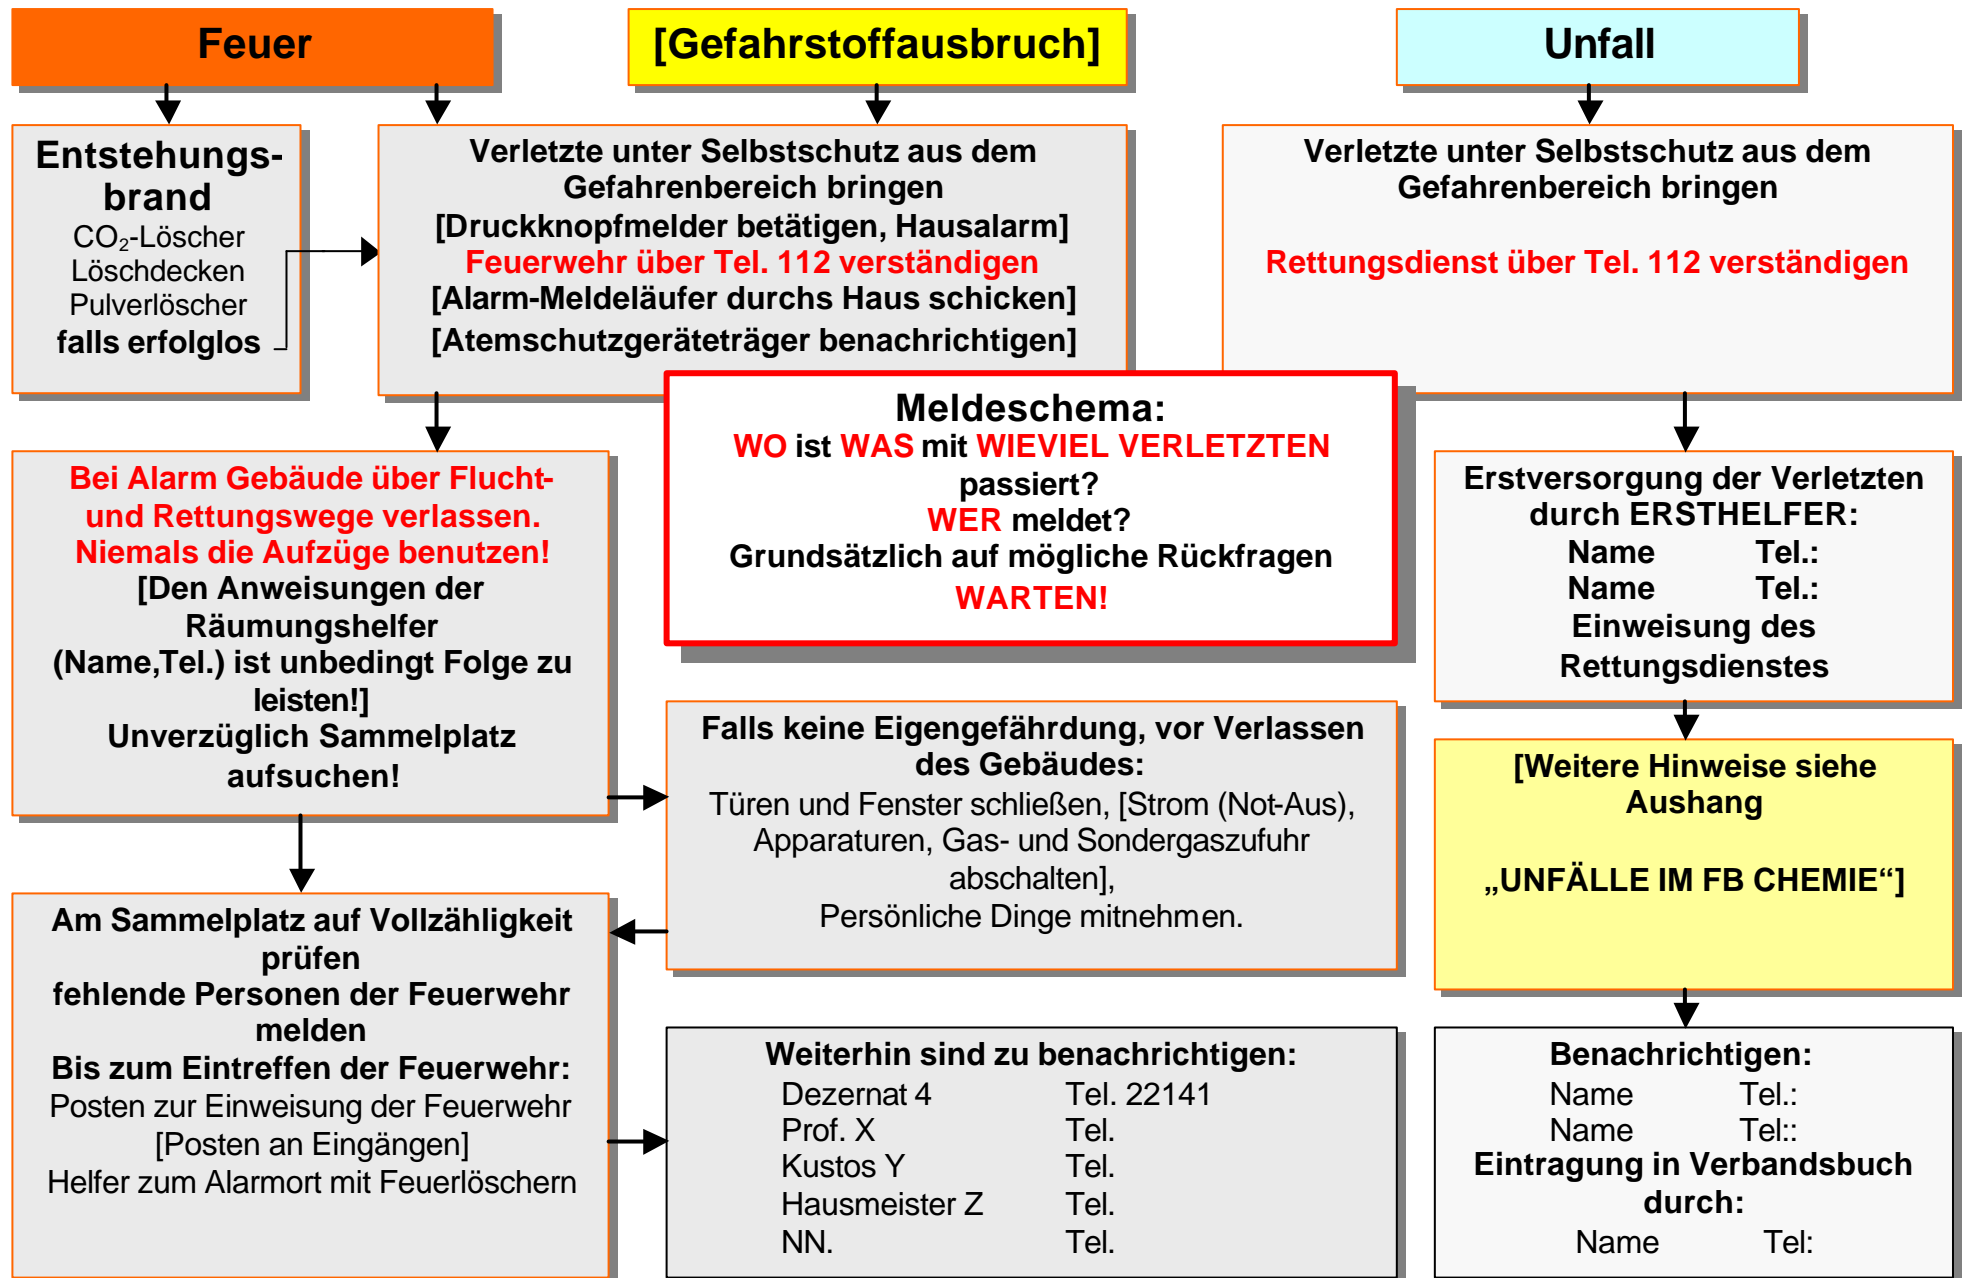 Feuer
[Gefahrstoffausbruch]
Unfall
Entstehungs-
brand
CO₂-Löscher
Löschdecken
Pulverlöscher
falls erfolglos
Verletzte unter Selbstschutz aus dem
Gefahrenbereich bringen
[Druckknopfmelder betätigen, Hausalarm]
Feuerwehr über Tel. 112 verständigen
[Alarm-Meldeläufer durchs Haus schicken]
[Atemschutzgeräteträger benachrichtigen]
Verletzte unter Selbstschutz aus dem
Gefahrenbereich bringen
Rettungsdienst über Tel. 112 verständigen
Meldeschema:
WO ist WAS mit WIEVIEL VERLETZTEN
passiert?
WER meldet?
Grundsätzlich auf mögliche Rückfragen
WARTEN!
Bei Alarm Gebäude über Flucht-
und Rettungswege verlassen.
Niemals die Aufzüge benutzen!
[Den Anweisungen der
Räumungshelfer
(Name,Tel.) ist unbedingt Folge zu
leisten!]
Unverzüglich Sammelplatz
aufsuchen!
Erstversorgung der Verletzten
durch ERSTHELFER:
Name Tel.:
Name Tel.:
Einweisung des
Rettungsdienstes
Falls keine Eigengefährdung, vor Verlassen
des Gebäudes:
Türen und Fenster schließen, [Strom (Not-Aus),
Apparaturen, Gas- und Sondergaszufuhr
abschalten],
Persönliche Dinge mitnehmen.
[Weitere Hinweise siehe
Aushang
„UNFÄLLE IM FB CHEMIE“]
Am Sammelplatz auf Vollzähligkeit
prüfen
fehlende Personen der Feuerwehr
melden
Bis zum Eintreffen der Feuerwehr:
Posten zur Einweisung der Feuerwehr
[Posten an Eingängen]
Helfer zum Alarmort mit Feuerlöschern
Weiterhin sind zu benachrichtigen:
Dezernat 4 Tel. 22141
Prof. X Tel.
Kustos Y Tel.
Hausmeister Z Tel.
NN. Tel.
Benachrichtigen:
Name Tel.:
Name Tel::
Eintragung in Verbandsbuch
durch:
Name Tel: